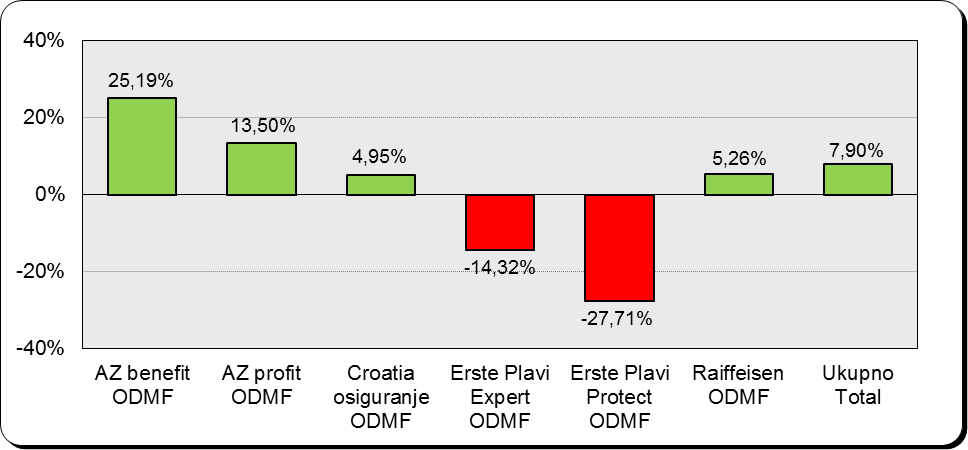 40%
20%
0%
-20%
-40%
25,19%
13,50%
4,95%
-14,32%
-27,71%
5,26%
7,90%
AZ benefit
ODMF
AZ profit
ODMF
Croatia
osiguranje
ODMF
Erste Plavi
Expert
ODMF
Erste Plavi
Protect
ODMF
Raiffeisen
ODMF
Ukupno
Total